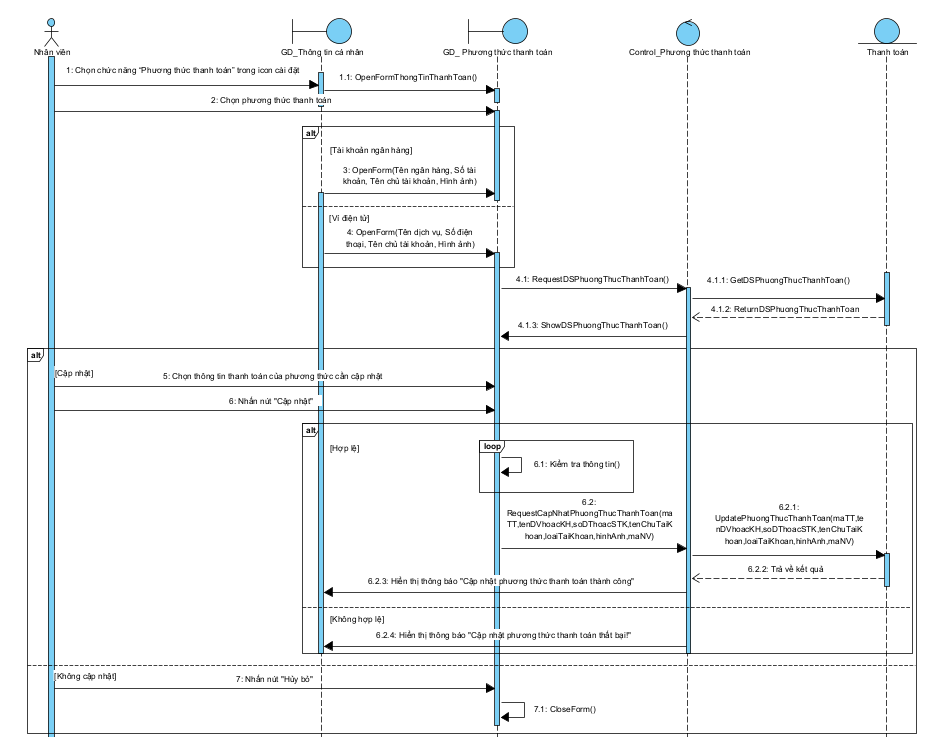 Nhân viên
GD_Thông tin cá nhân
GD_ Phương thức thanh toán
Control_Phương thức thanh toán
Thanh toán
1: Chọn chức năng "Phương thức thanh toán" trong icon cài đặt
1.1: OpenFormThongTinThanhToan()
2: Chọn phương thức thanh toán
alt
[Tài khoản ngân hàng]
3: OpenForm(Tên ngân hàng, Số tài
khoản, Tên chủ tài khoản, Hình ảnh)
[Ví điện tử]
4: OpenForm(Tên dịch vụ, Số điện
thoại, Tên chủ tài khoản, Hình ảnh)
4.1: RequestDSPhuongThucThanhToan()
4.1.1: GetDSPhuongThucThanhToan()
4.1.2: ReturnDSPhuongThucThanhToan
4.1.3: ShowDSPhuongThucThanhToan()
alt
[Cập nhật]
5: Chọn thông tin thanh toán của phương thức cần cập nhật
6: Nhấn nút "Cập nhật"
alt
[Hợp lệ]
loop
6.1: Kiểm tra thông tin()
6.2:
RequestCapNhatPhuongThucThanhToan(ma
TT,tenDVhoacKH,soDThoacSTK,tenChuTaiK
hoan,loaiTaiKhoan,hinhAnh,maNV)
6.2.1:
UpdatePhuongThucThanhToan(maTT,te
nDVhoacKH,soDThoacSTK,tenChuTaiK
hoan,loaiTaiKhoan,hinhAnh,maNV)
6.2.2: Trả về kết quả
6.2.3: Hiển thị thông báo "Cập nhật phương thức thanh toán thành công"
[Không hợp lệ]
6.2.4: Hiển thị thông báo "Cập nhật phương thức thanh toán thất bại!"
[Không cập nhật]
7: Nhấn nút "Hủy bỏ"
7.1: CloseForm()